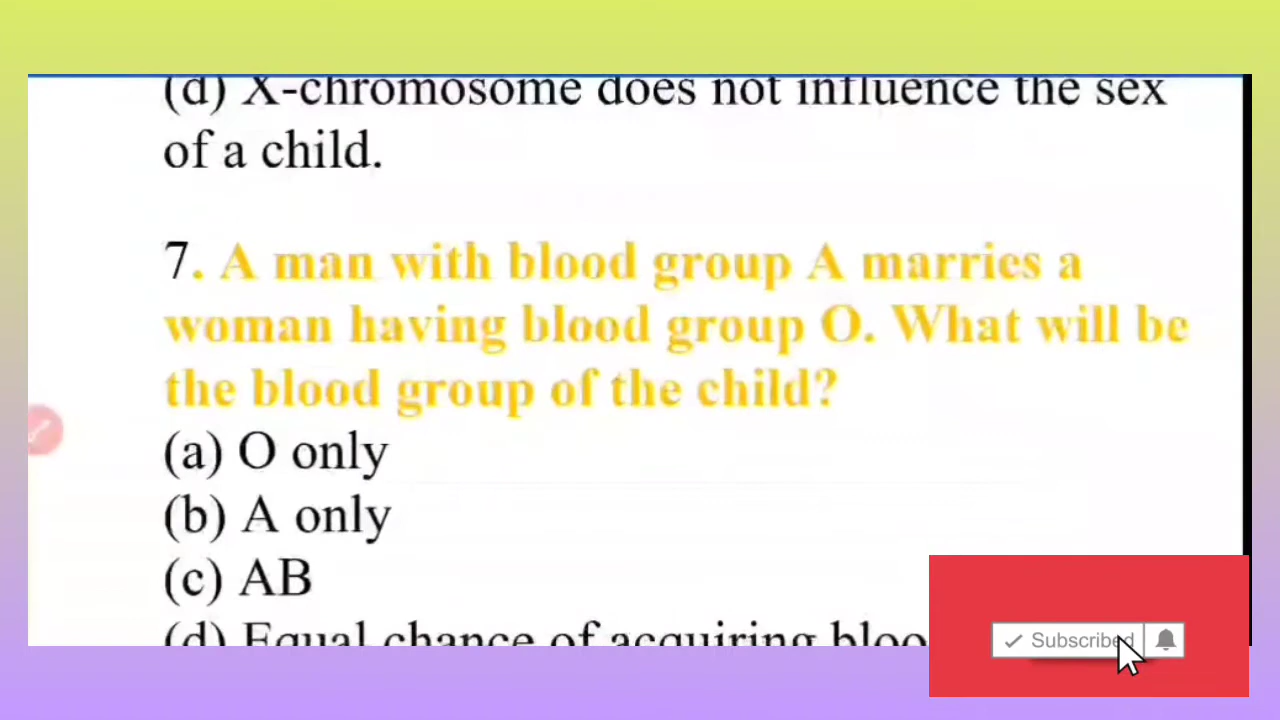 (d) X-chromosome does not influence the sex
of a child.
7. A man with blood group A marries a
woman having blood group O. What will be
the blood group of the child?
(a) O only
(b) A only
(c) AB
(d) Equal chance of acquiring
Subscribed